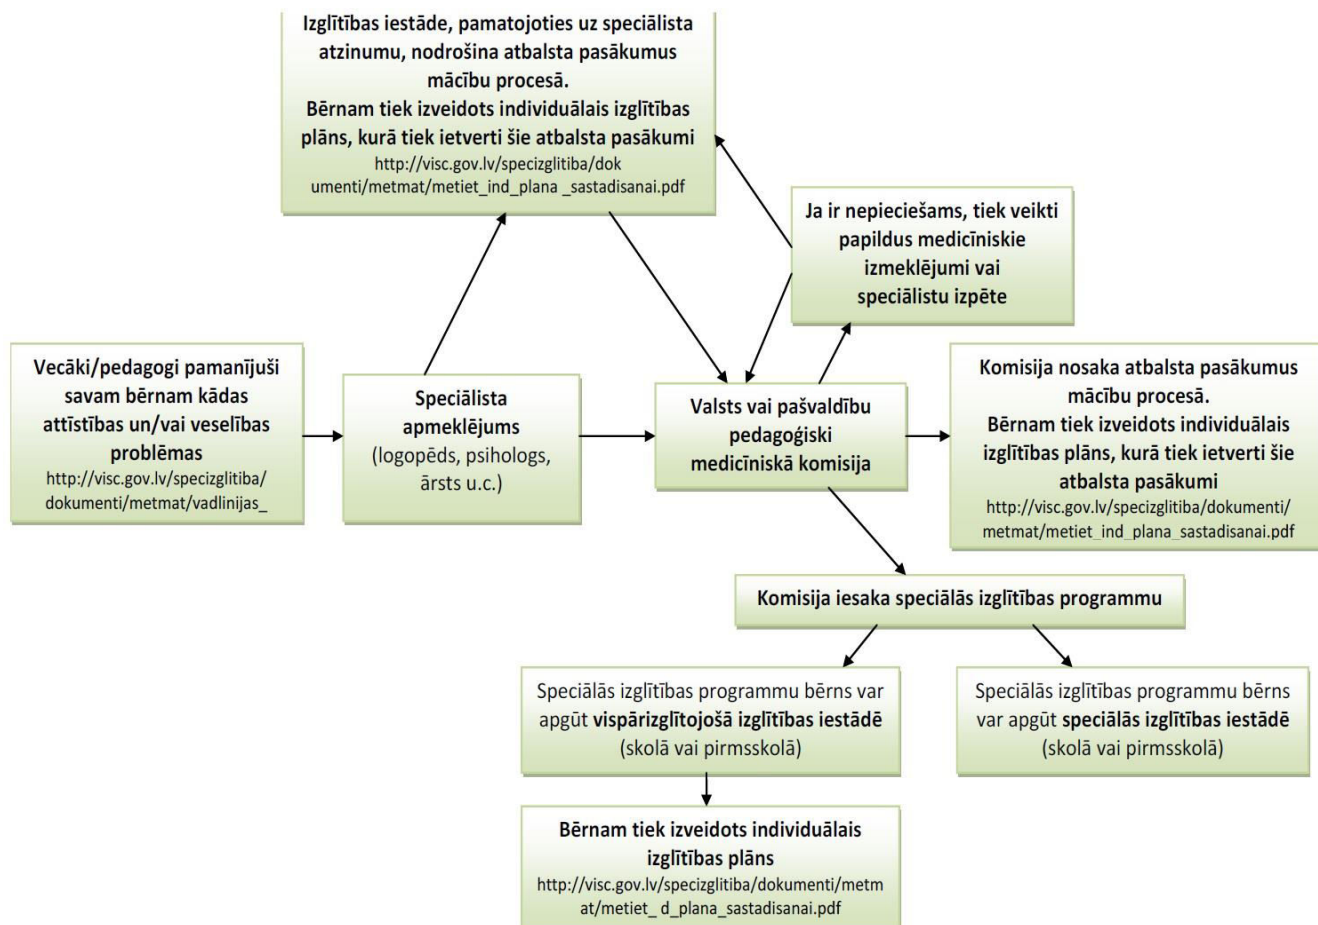 Izglītības iestāde, pamatojoties uz speciālista
atzinumu, nodrošina atbalsta pasākumus
mācību procesā.
Bērnam tiek izveidots individuālais izglītības
plāns, kurā tiek ietverti šie atbalsta pasākumi
http://visc.gov.lv/specizglitiba/dok
umenti/metmat/metiet_ind_plana _sastadisanai.pdf
Ja ir nepieciešams, tiek veikti
papildus medicīniskie
izmeklējumi vai
speciālistu izpēte
Vecāki/pedagogi pamanījuši
savam bērnam kādas
attīstības un/vai veselības
problēmas
http://visc.gov.lv/specizglitiba/
dokumenti/metmat/vadlinijas_
Speciālista
apmeklējums
(logopēds, psihologs,
ārsts u.c.)
Valsts vai pašvaldību
pedagoģiski
medicīniskā komisija
Komisija nosaka atbalsta pasākumus
mācību procesā.
Bērnam tiek izveidots individuālais
izglītības plāns, kurā tiek ietverti šie
atbalsta pasākumi
http://visc.gov.lv/specizglitiba/dokumenti/
metmat/metiet_ind_plana_sastadisanai.pdf
Komisija iesaka speciālās izglītības programmu
Speciālās izglītības programmu bērns var
apgūt vispārizglītojošā izglītības iestādē
(skolā vai pirmsskolā)
Speciālās izglītības programmu bērns
var apgūt speciālās izglītības iestādē
(skolā vai pirmsskolā)
Bērnam tiek izveidots individuālais
izglītības plāns
http://visc.gov.lv/specizglitiba/dokumenti/metm
at/metiet_ d_plana_sastadisanai.pdf